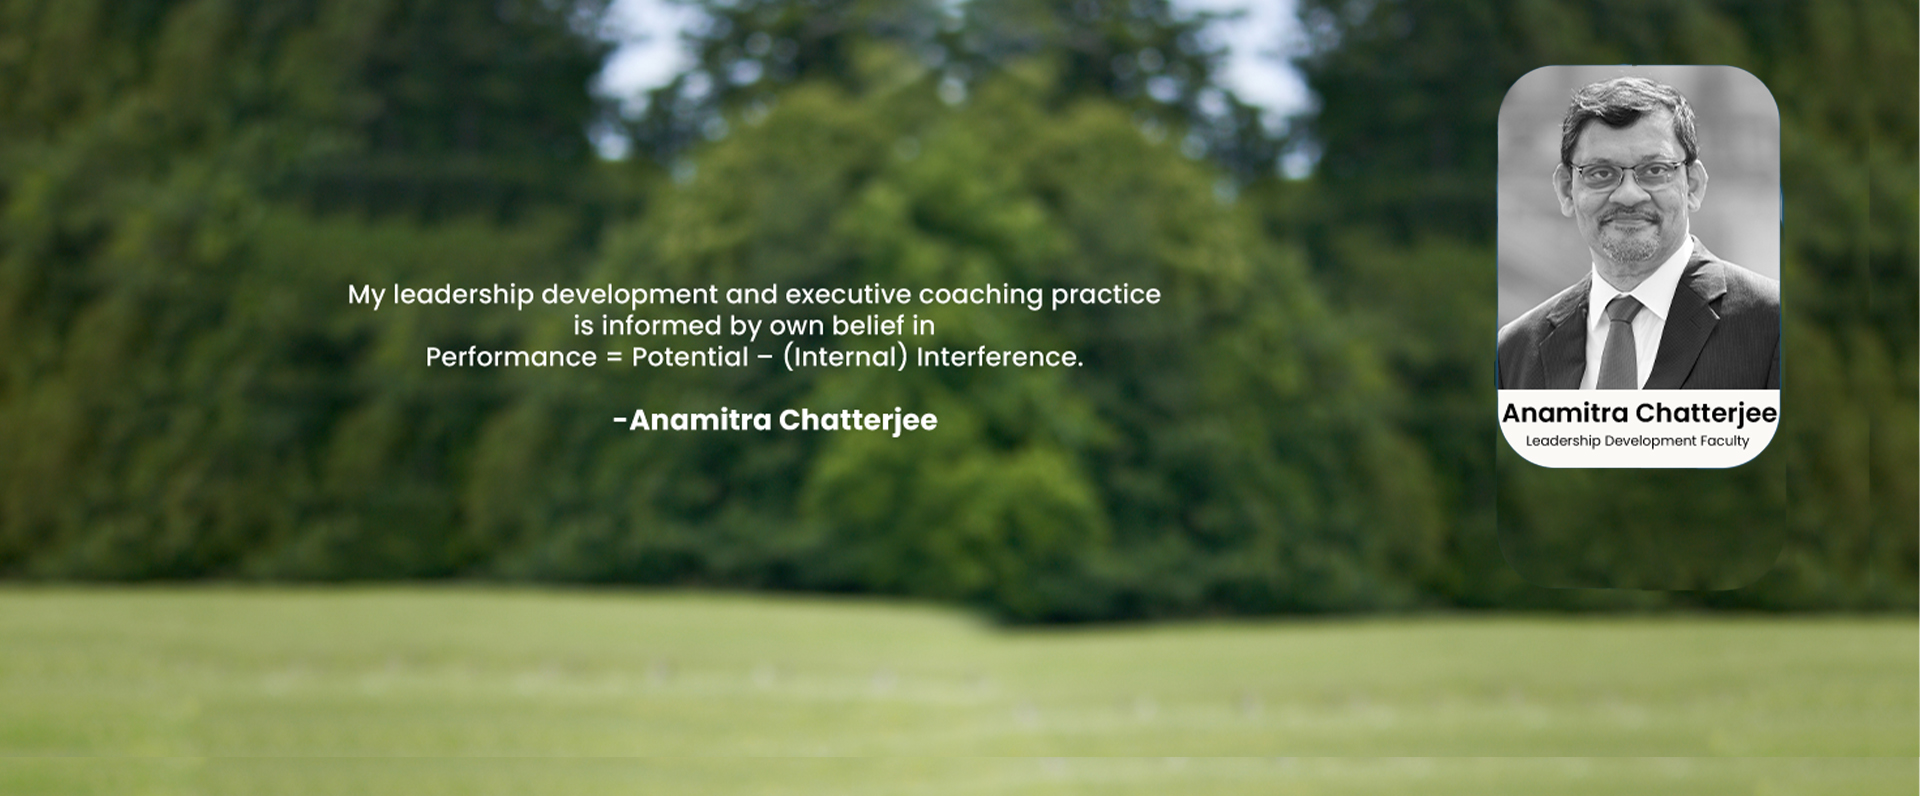 My leadership development and executive coaching practice
is informed by own belief in
Performance = Potential – (Internal) Interference.
-Anamitra Chatterjee
Anamitra Chatterjee
Leadership Development Faculty